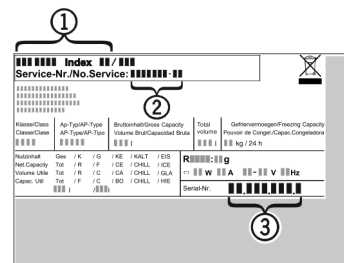 1
Index /
Service-Nr./No.Service: -
2
Klasse/Class Ap-Typ/AP-Type Bruttoinhalt/Gross Capacity Total Gefriervermoegen/Freezing Capacity
Classe/Clase AP-Type/AP-Tipo Volume Brut/Capacidad Bruta volume Pouvoir de Congel./Capac.Congeladora
l l kg / 24 h
Nutzinhalt Ges / K / G / KE / KALT / EIS
Net.Capacity Tot / R / F / CE / CHILL / ICE
Volume Utile Tot / R / C / CA / CHILL / GLA
Capac. Util Tot / F / C / BO / CHILL / HIE
l / l
R : g
W A - V Hz
Serial-Nr. . . .
3